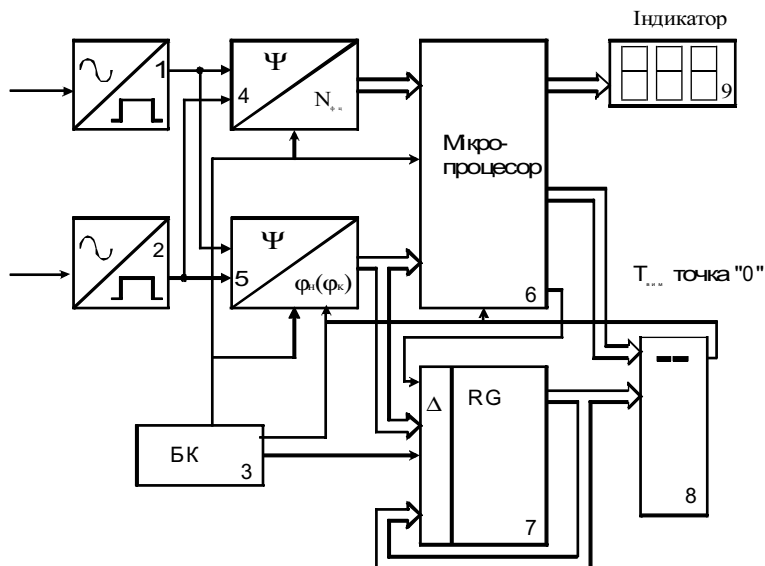 Індикатор
1
Ψ
4
N
9
Мікро-
процесор
2
Ψ
5
φн(φк)
6
Т точка "0"
БК
3
Δ
RG
7
8